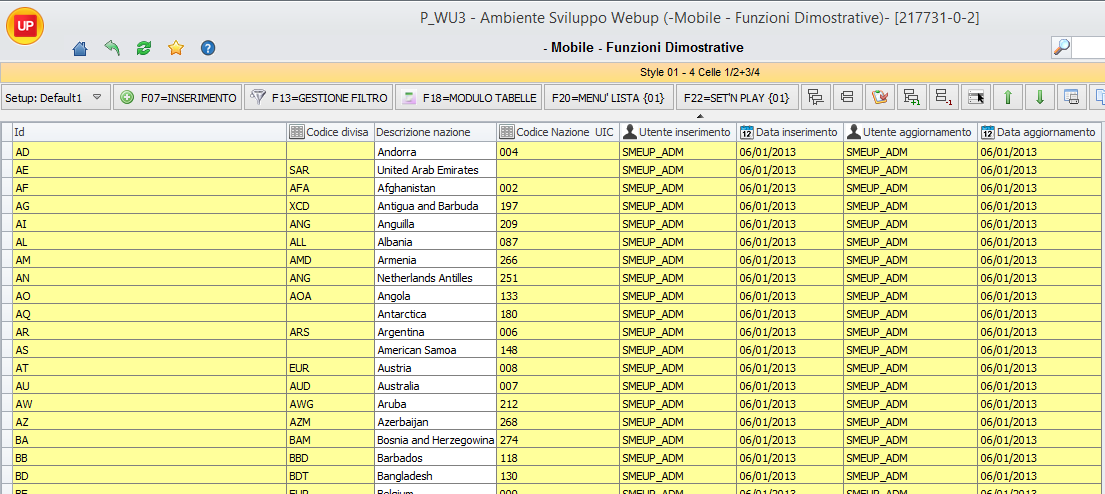 UP
P_WU3 - Ambiente Sviluppo Webup (-Mobile - Funzioni Dimostrative)- [217731-0-2]
- Mobile - Funzioni Dimostrative
Style 01 - 4 Celle 1/2+3/4
Setup: Default1 F07=INSERIMENTO F13=GESTIONE FILTRO F18=MODULO TABELLE F20=MENU' LISTA {01} F22=SET'N PLAY {01}
Id Codice divisa Descrizione nazione Codice Nazione UIC Utente inserimento 12 Data inserimento Utente aggiornamento 12 Data aggiornamento
AD Andorra 004 SMEUP_ADM 06/01/2013 SMEUP_ADM 06/01/2013
AE SAR United Arab Emirates SMEUP_ADM 06/01/2013 SMEUP_ADM 06/01/2013
AF AFA Afghanistan 002 SMEUP_ADM 06/01/2013 SMEUP_ADM 06/01/2013
AG XCD Antigua and Barbuda 197 SMEUP_ADM 06/01/2013 SMEUP_ADM 06/01/2013
AI ANG Anguilla 209 SMEUP_ADM 06/01/2013 SMEUP_ADM 06/01/2013
AL ALL Albania 087 SMEUP_ADM 06/01/2013 SMEUP_ADM 06/01/2013
AM AMD Armenia 266 SMEUP_ADM 06/01/2013 SMEUP_ADM 06/01/2013
AN ANG Netherlands Antilles 251 SMEUP_ADM 06/01/2013 SMEUP_ADM 06/01/2013
AO AOA Angola 133 SMEUP_ADM 06/01/2013 SMEUP_ADM 06/01/2013
AQ Antarctica 180 SMEUP_ADM 06/01/2013 SMEUP_ADM 06/01/2013
AR ARS Argentina 006 SMEUP_ADM 06/01/2013 SMEUP_ADM 06/01/2013
AS American Samoa 148 SMEUP_ADM 06/01/2013 SMEUP_ADM 06/01/2013
AT EUR Austria 008 SMEUP_ADM 06/01/2013 SMEUP_ADM 06/01/2013
AU AUD Australia 007 SMEUP_ADM 06/01/2013 SMEUP_ADM 06/01/2013
AW AWG Aruba 212 SMEUP_ADM 06/01/2013 SMEUP_ADM 06/01/2013
AZ AZM Azerbaijan 268 SMEUP_ADM 06/01/2013 SMEUP_ADM 06/01/2013
BA BAM Bosnia and Herzegowina 274 SMEUP_ADM 06/01/2013 SMEUP_ADM 06/01/2013
BB BBD Barbados 118 SMEUP_ADM 06/01/2013 SMEUP_ADM 06/01/2013
BD BDT Bangladesh 130 SMEUP_ADM 06/01/2013 SMEUP_ADM 06/01/2013